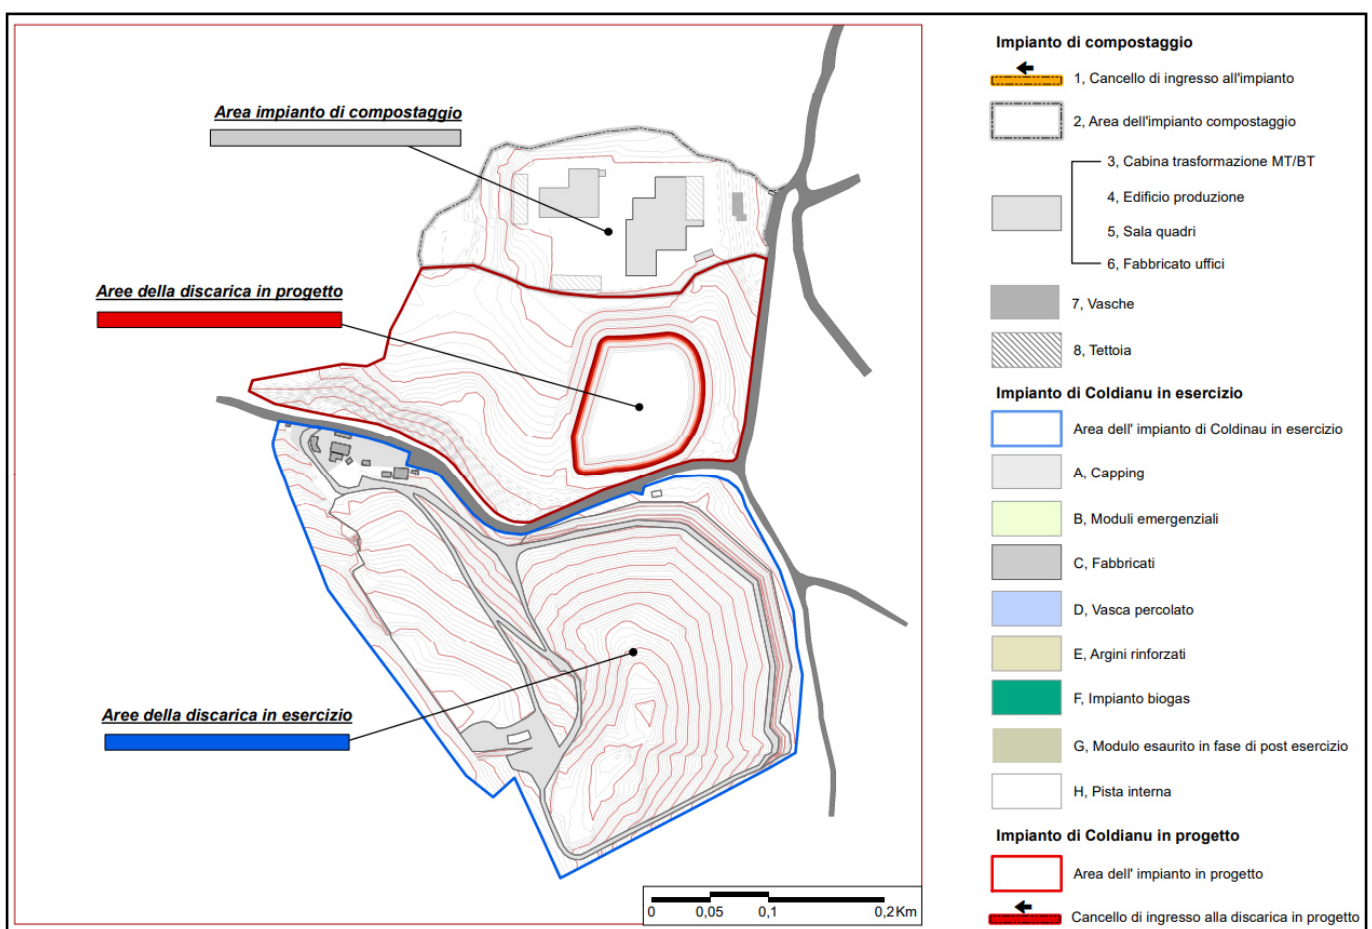 Area impianto di compostaggio
Aree della discarica in progetto
Aree della discarica in esercizio
0 0,05 0,1 0,2 Km
Impianto di compostaggio
1, Cancello di ingresso all'impianto
2, Area dell'impianto compostaggio
3, Cabina trasformazione MT/BT
4, Edificio produzione
5, Sala quadri
6, Fabbricato uffici
7, Vasche
8, Tettoia
Impianto di Coldianu in esercizio
Area dell' impianto di Coldinau in esercizio
A, Capping
B, Moduli emergenziali
C, Fabbricati
D, Vasca percolato
E, Argini rinforzati
F, Impianto biogas
G, Modulo esaurito in fase di post esercizio
H, Pista interna
Impianto di Coldianu in progetto
Area dell' impianto in progetto
Cancello di ingresso alla discarica in progetto